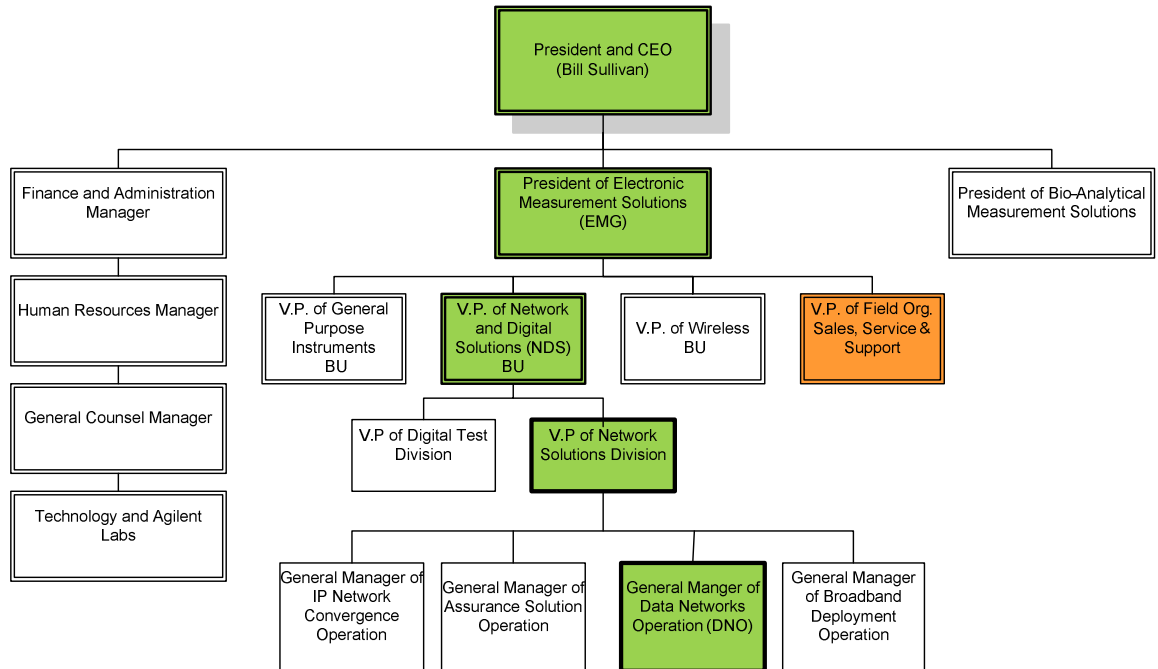 President and CEO
(Bill Sullivan)
Finance and Administration
Manager
President of Electronic
Measurement Solutions
(EMG)
President of Bio-Analytical
Measurement Solutions
Human Resources Manager
General Counsel Manager
Technology and Agilent
Labs
V.P. of General
Purpose
Instruments
BU
V.P. of Network
and Digital
Solutions (NDS)
BU
V.P. of Wireless
BU
V.P. of Field Org.
Sales, Service &
Support
V.P of Digital Test
Division
V.P of Network
Solutions Division
General Manager of
IP Network
Convergence
Operation
General Manager of
Assurance Solution
Operation
General Manger of
Data Networks
Operation (DNO)
General Manager
of Broadband
Deployment
Operation